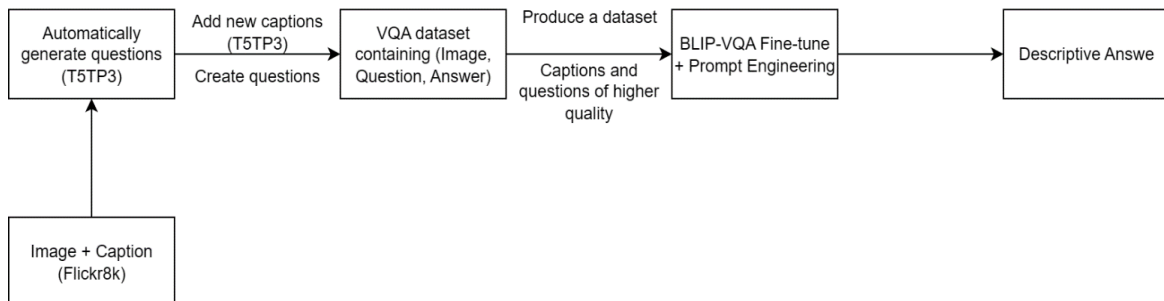 Automatically
generate questions
(T5TP3)
Add new captions
(T5TP3)
Create questions
VQA dataset
containing (Image,
Question, Answer)
Produce a dataset
Captions and
questions of higher
quality
BLIP-VQA Fine-tune
+ Prompt Engineering
Descriptive Answe
Image + Caption
(Flickr8k)